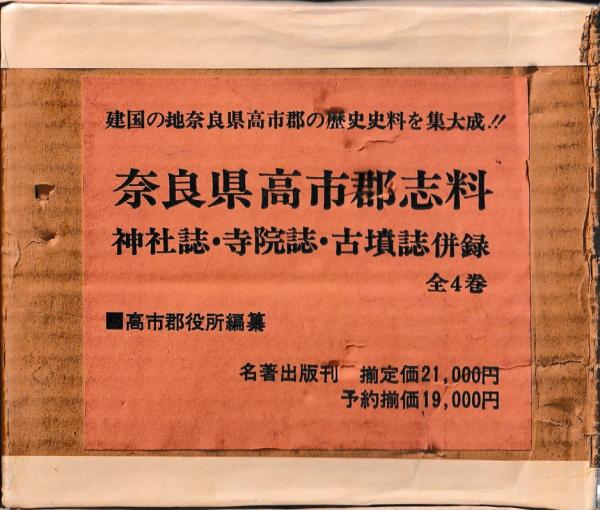 建国の地奈良県高市郡の歴史史料を集大成!!
奈良県高市郡志料
神社誌・寺院誌・古墳誌併録
全4巻
■高市郡役所編纂
名著出版刊　揃定価21,000円
予約揃価19,000円